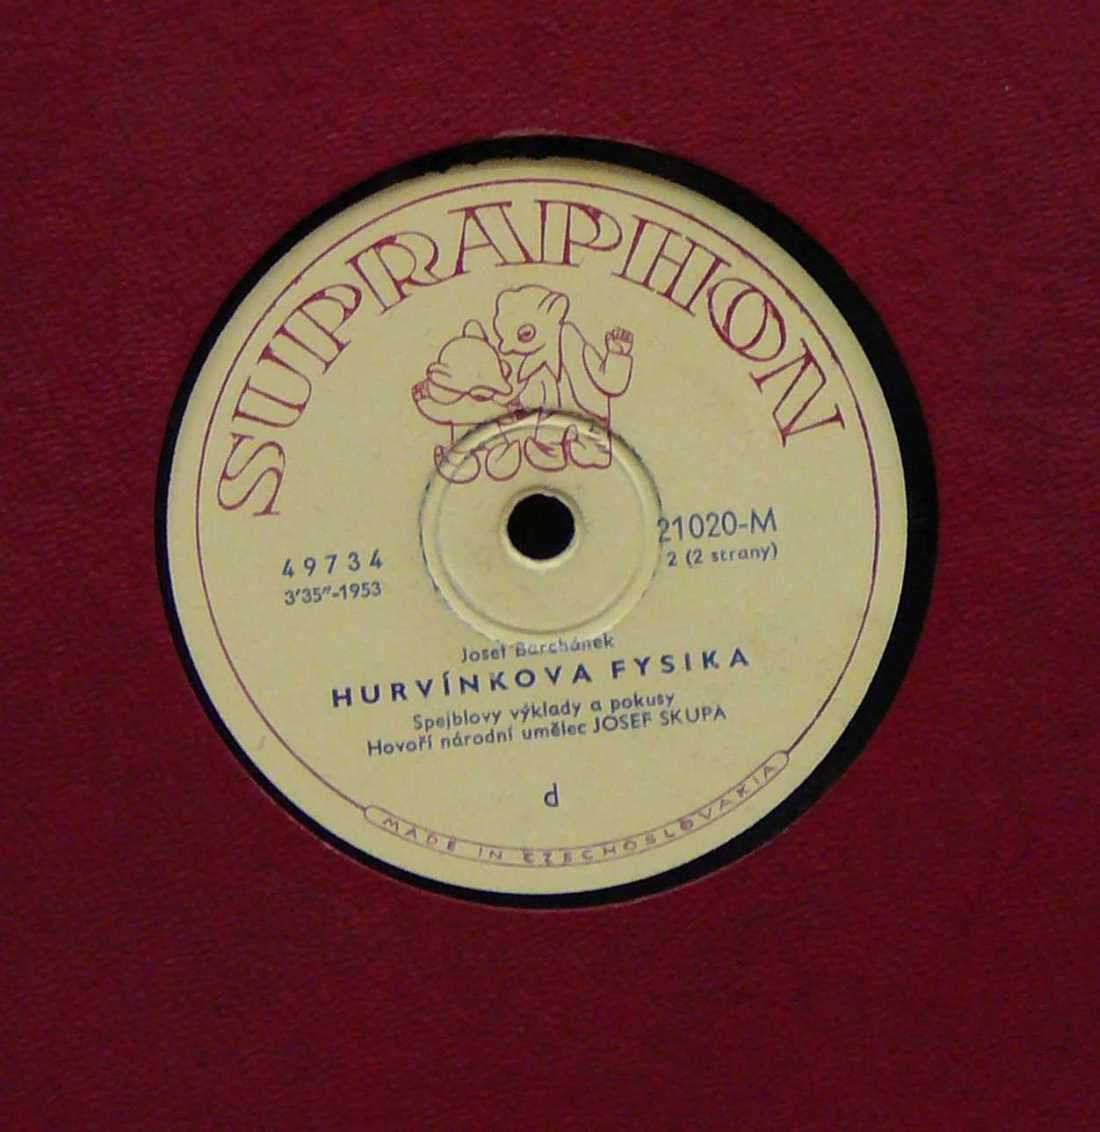 SUPRAPHON
49734
3'35"-1953
21020-M
2 (2 strany)
Josef Barchánek
HURVÍNKOVA FYSIKA
Spejblovy výklady a pokusy
Hovoří národní umělec JOSEF SKUPA
d
MADE IN CZECHOSLOVAKIA